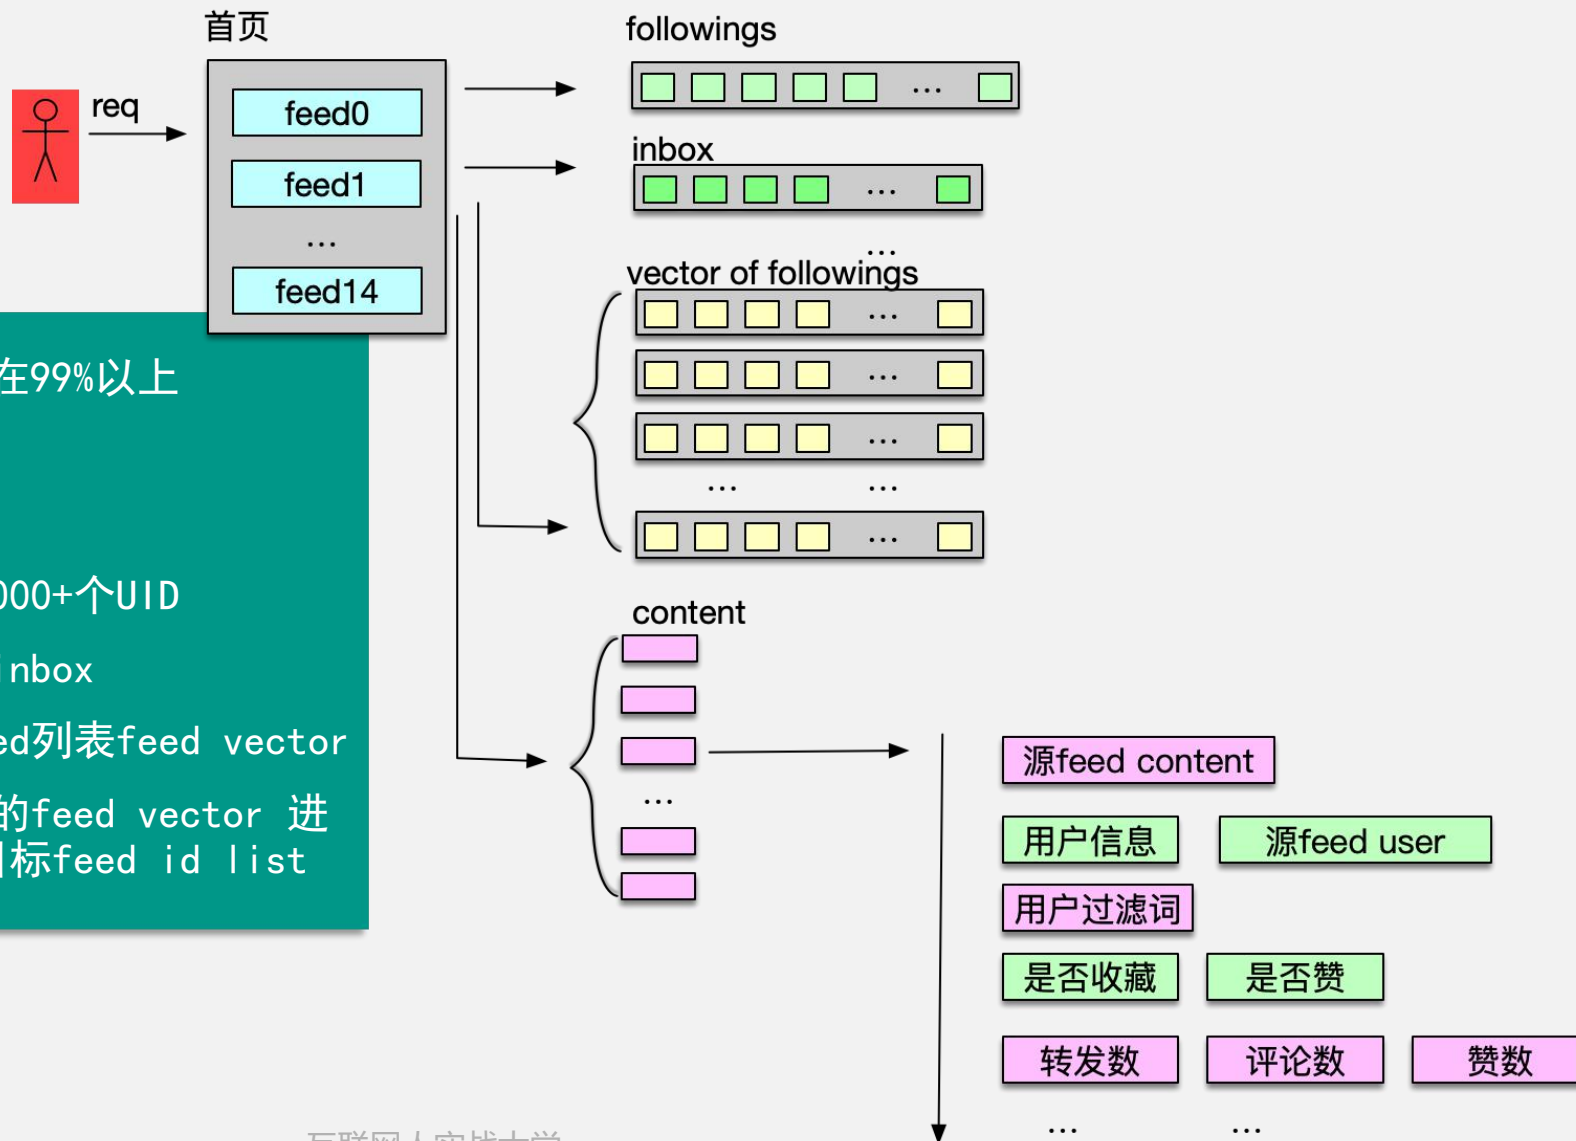 首页
req
feed0
feed1
...
feed14
followings
...
inbox
...
...
vector of followings
...
...
...
... ...
...
content
...
在99%以上
000+个UID
nbox
ed列表feed vector
的feed vector 进
标feed id list
源feed content
用户信息 源feed user
用户过滤词
是否收藏 是否赞
转发数 评论数 赞数
... ...